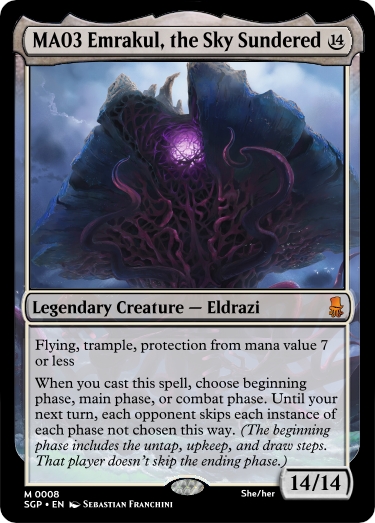 MA03 Emrakul, the Sky Sundered 14
Legendary Creature — Eldrazi
Flying, trample, protection from mana value 7
or less
When you cast this spell, choose beginning
phase, main phase, or combat phase. Until your
next turn, each opponent skips each instance of
each phase not chosen this way. (The beginning
phase includes the untap, upkeep, and draw steps.
That player doesn't skip the ending phase.)
14/14
M 0008
She/her
SGP • EN Sebastian Franchini